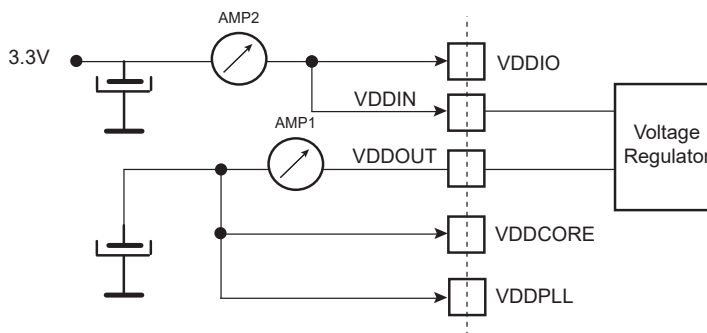 AMP2
3.3V
VDDIO
VDDIN
Voltage
Regulator
AMP1
VDDOUT
VDDCORE
VDDPLL